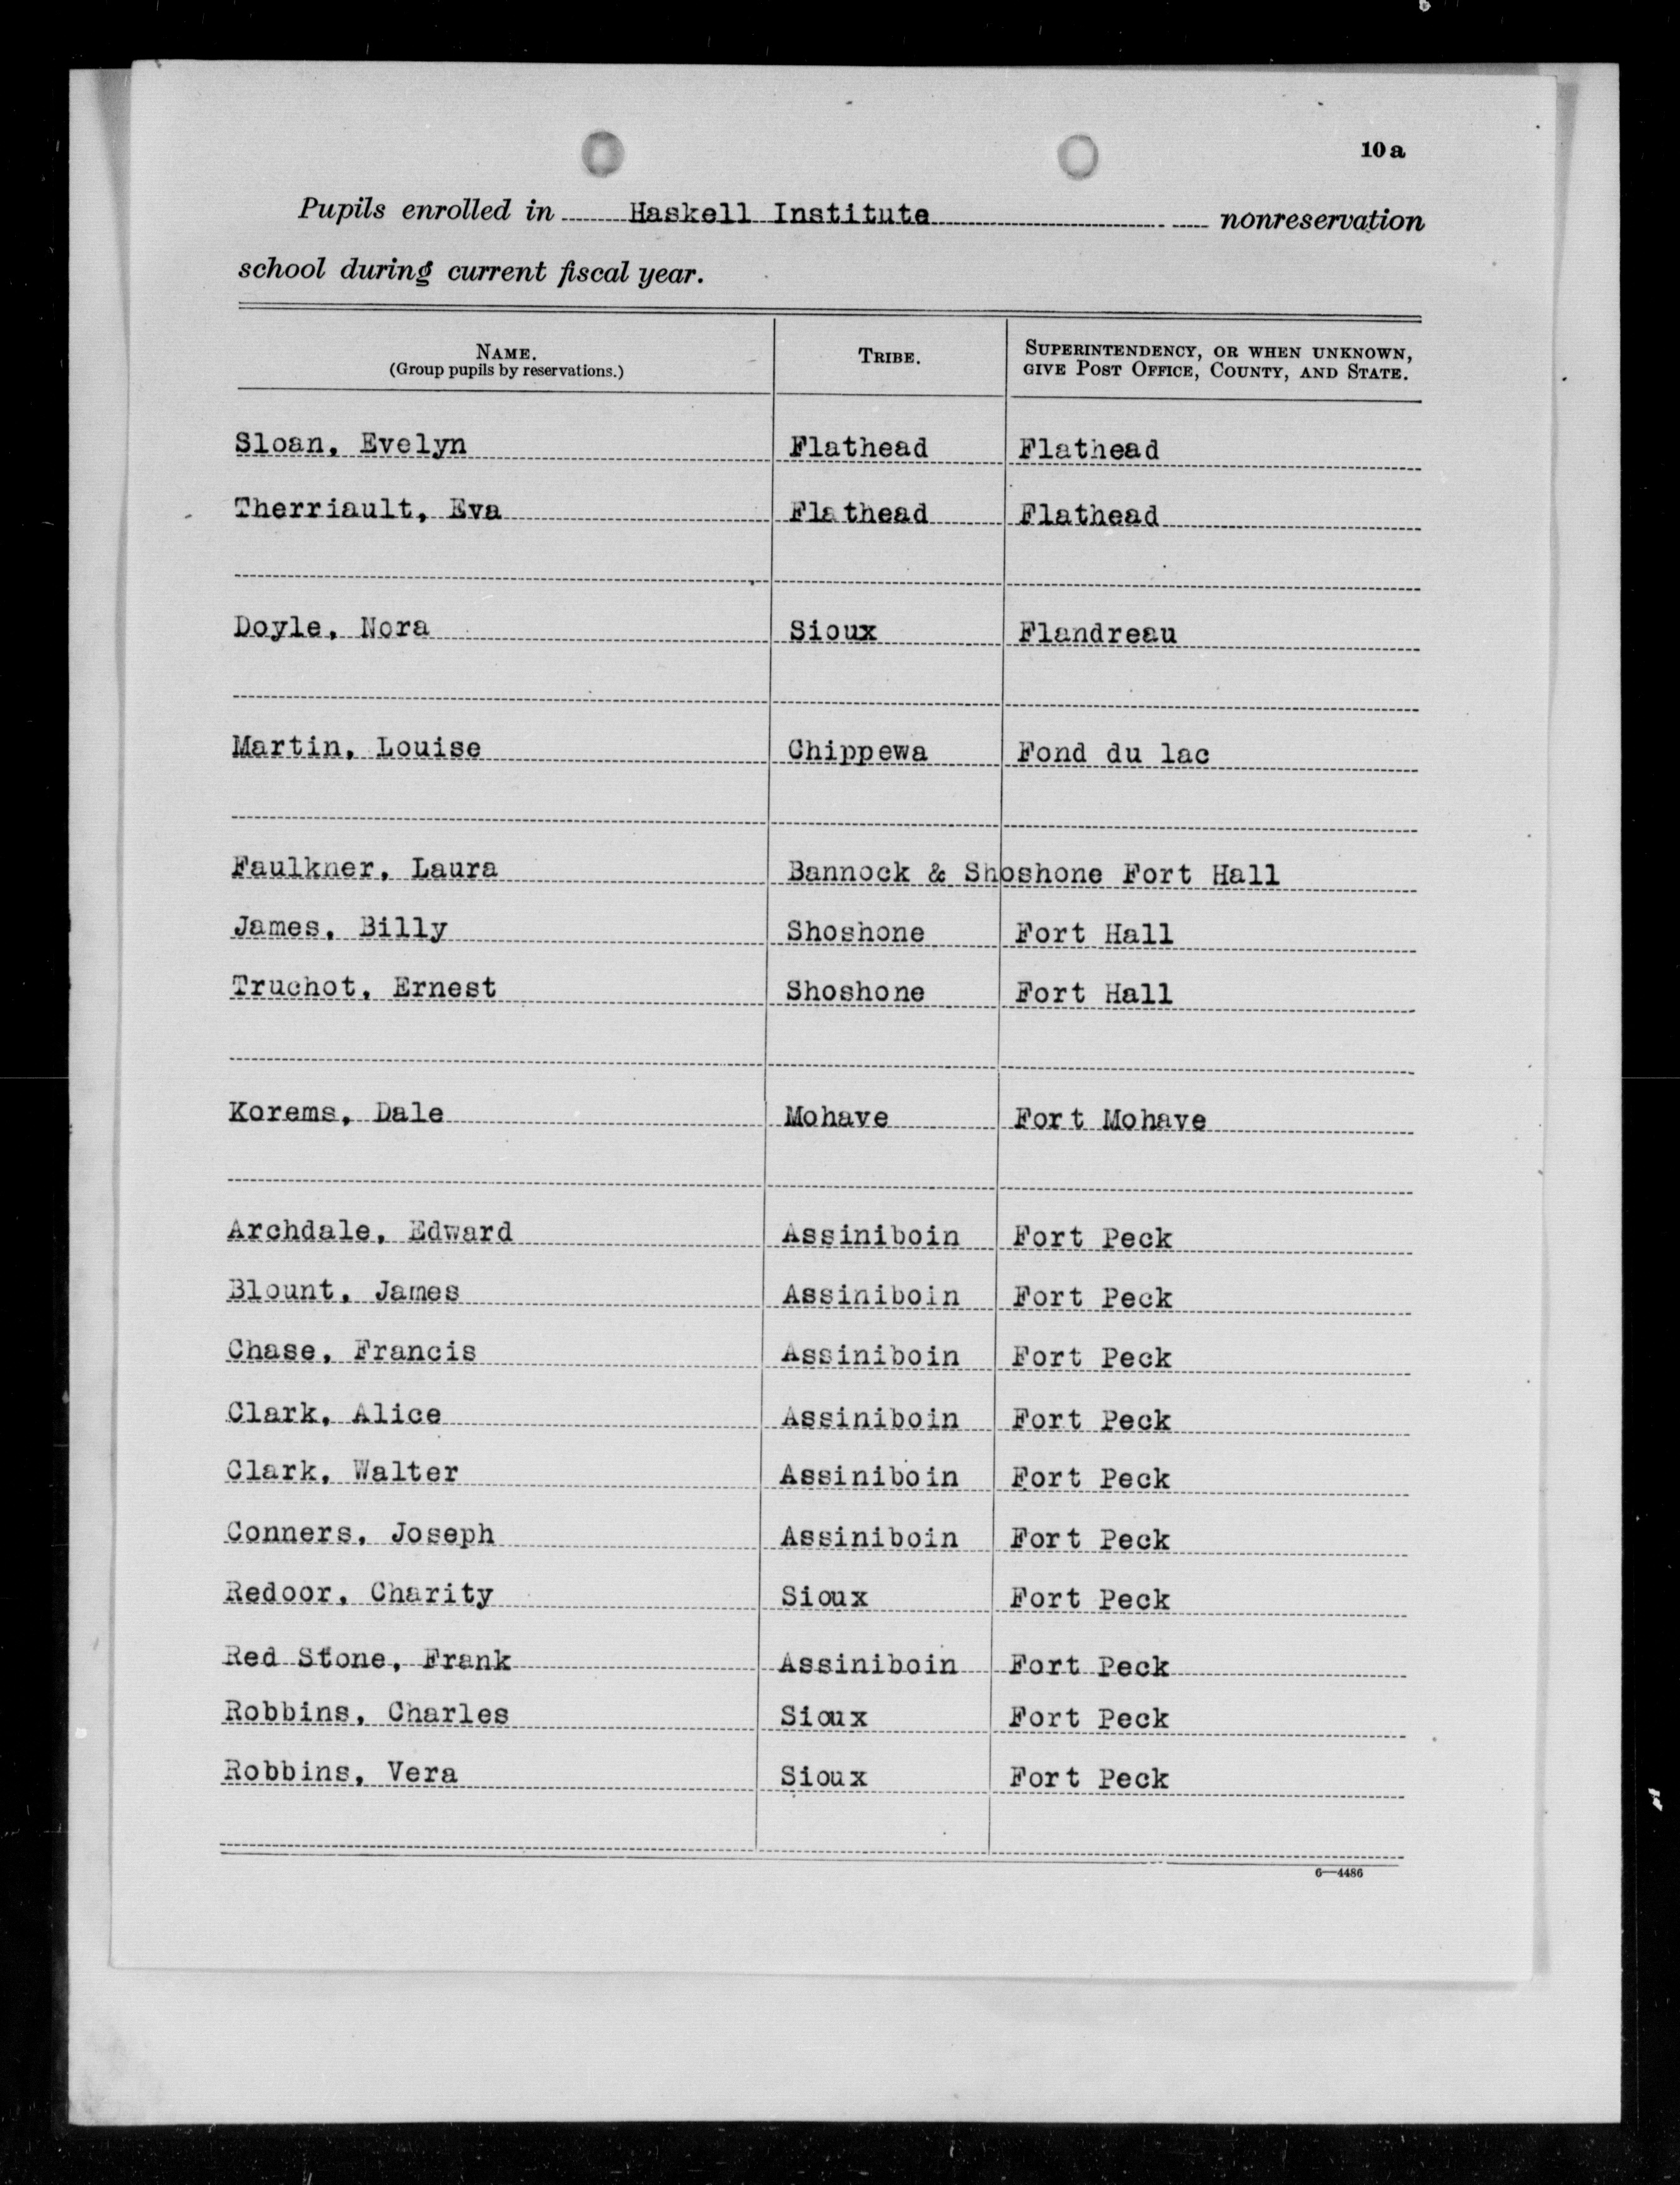 10a
Pupils enrolled in Haskell Institute nonreservation
school during current fiscal year.
NAME. TRIBE. SUPERINTENDENCY, OR WHEN UNKNOWN,
(Group pupils by reservations.) GIVE POST OFFICE, COUNTY, AND STATE.
Sloan, Evelyn Flathead Flathead
Therriault, Eva Flathead Flathead
Doyle, Nora Sioux Flandreau
Martin, Louise Chippewa Fond du lac
Faulkner, Laura Bannock & Shoshone Fort Hall
James, Billy Shoshone Fort Hall
Truchot, Ernest Shoshone Fort Hall
Korems, Dale Mohave Fort Mohave
Archdale, Edward Assiniboin Fort Peck
Blount, James Assiniboin Fort Peck
Chase, Francis Assiniboin Fort Peck
Clark, Alice Assiniboin Fort Peck
Clark, Walter Assiniboin Fort Peck
Conners, Joseph Assiniboin Fort Peck
Redoor, Charity Sioux Fort Peck
Red Stone, Frank Assiniboin Fort Peck
Robbins, Charles Sioux Fort Peck
Robbins, Vera Sioux Fort Peck
6—4486